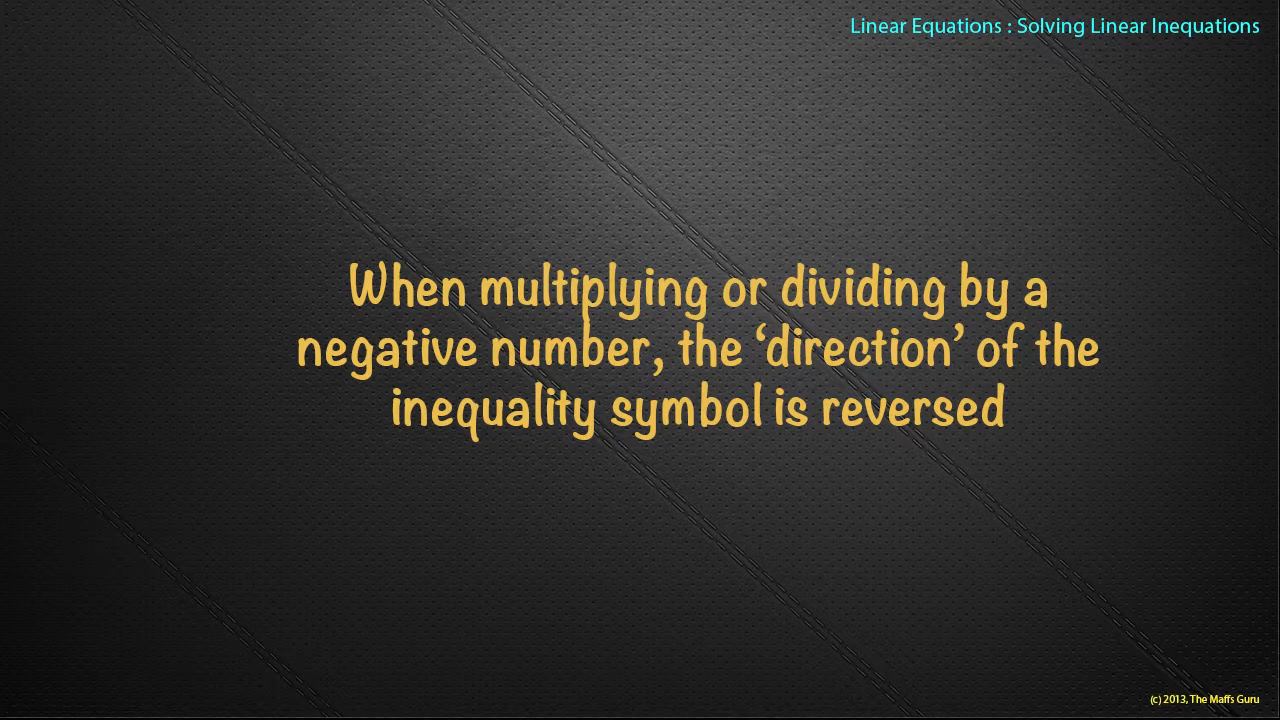 Linear Equations : Solving Linear Inequations
When multiplying or dividing by a
negative number, the ‘direction’ of the
inequality symbol is reversed
(c) 2013, The Maffs Guru